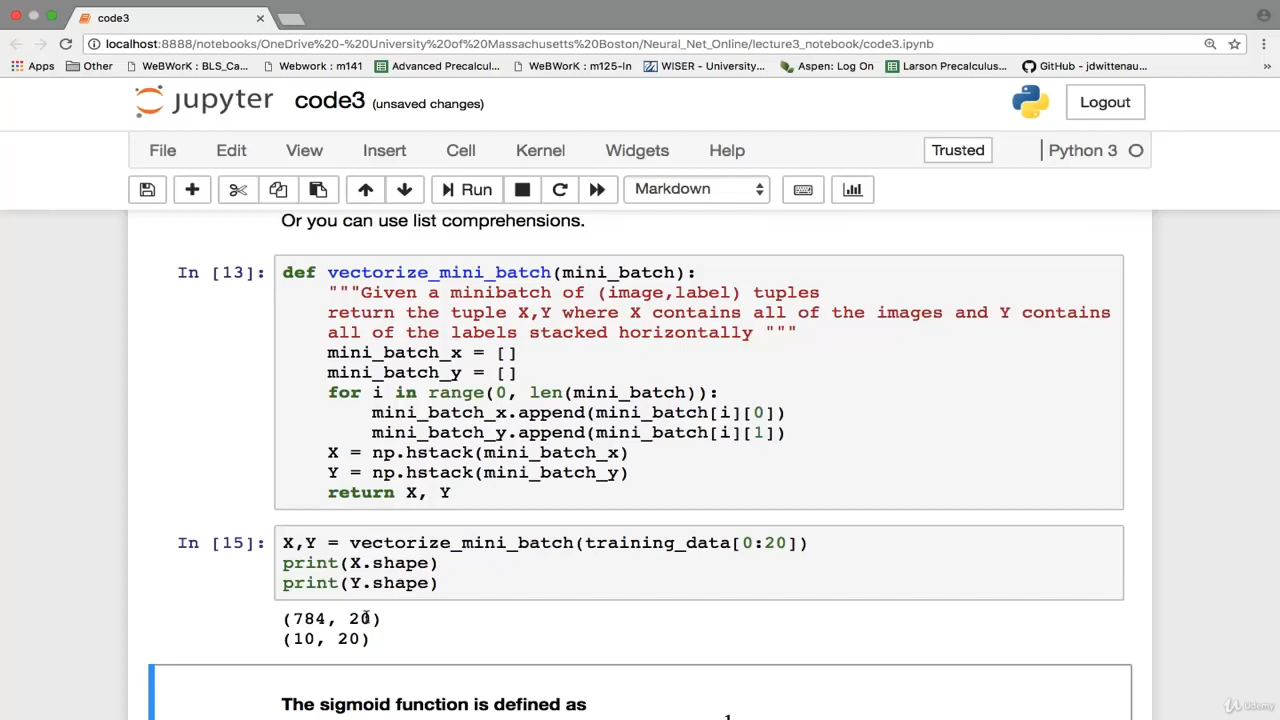 code3
localhost:8888/notebooks/OneDrive%20-%20University%20of%20Massachusetts%20Boston/Neural_Net_Online/lecture3_notebook/code3.ipynb
Apps Other WeBWorK : BLS_Ca... Webwork : m141 Advanced Precalcul... WeBWorK : m125-ln WISER - University... Aspen: Log On Larson Precalculus... GitHub - jdwittenau... »
jupyter code3 (unsaved changes) Logout
File Edit View Insert Cell Kernel Widgets Help Trusted Python 3
Run Markdown
Or you can use list comprehensions.
In [13]: def vectorize_mini_batch(mini_batch):
"""Given a minibatch of (image,label) tuples
return the tuple X,Y where X contains all of the images and Y contains
all of the labels stacked horizontally """
mini_batch_x = []
mini_batch_y = []
for i in range(0, len(mini_batch)):
mini_batch_x.append(mini_batch[i][0])
mini_batch_y.append(mini_batch[i][1])
X = np.hstack(mini_batch_x)
Y = np.hstack(mini_batch_y)
return X, Y
In [15]: X,Y = vectorize_mini_batch(training_data[0:20])
print(X.shape)
print(Y.shape)
(784, 20)
(10, 20)
The sigmoid function is defined as
1
Udemy